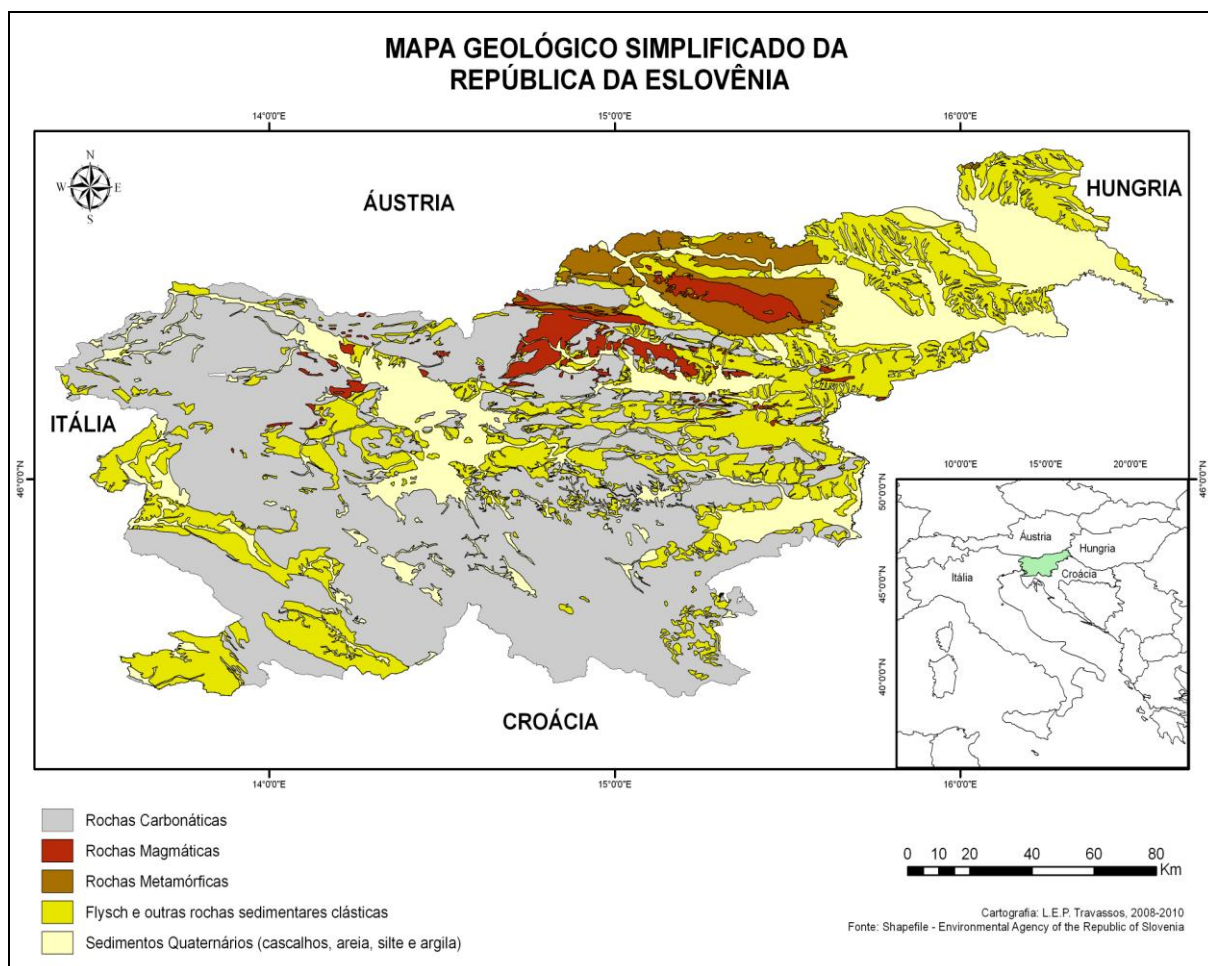 MAPA GEOLÓGICO SIMPLIFICADO DA
REPÚBLICA DA ESLOVÊNIA
14°0'0"E
15°0'0"E
16°0'0"E
N
W
E
S
ÁUSTRIA
HUNGRIA
ITÁLIA
CROÁCIA
46°0'0"N
46°0'0"N
10°0'0"E
15°0'0"E
20°0'0"E
50°0'0"N
45°0'0"N
40°0'0"N
Áustria
Hungria
Itália
Croácia
14°0'0"E
15°0'0"E
16°0'0"E
Rochas Carbonáticas
Rochas Magmáticas
Rochas Metamórficas
Flysch e outras rochas sedimentares clásticas
Sedimentos Quaternários (cascalhos, areia, silte e argila)
0 10 20 40 60 80
Km
Cartografia: L.E.P. Travassos, 2008-2010
Fonte: Shapefile - Environmental Agency of the Republic of Slovenia